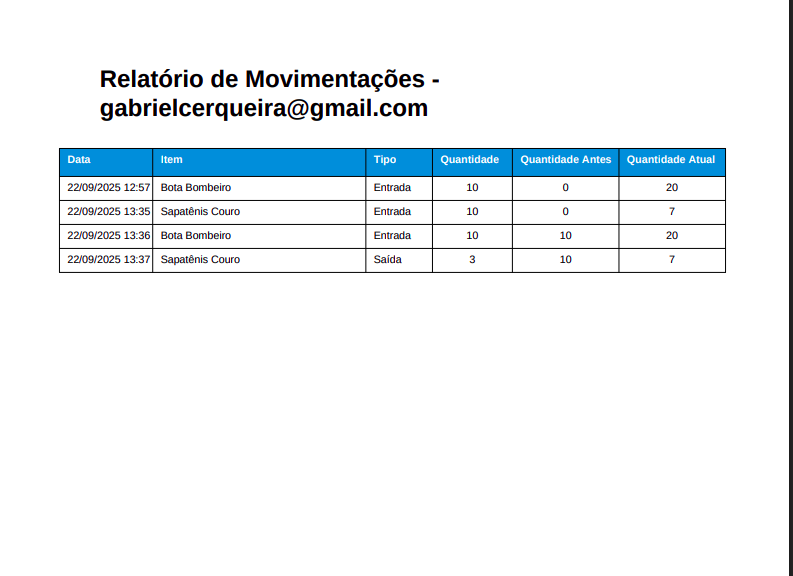 Relatório de Movimentações -
gabrielcerqueira@gmail.com
Data Item Tipo Quantidade Quantidade Antes Quantidade Atual
22/09/2025 12:57 Bota Bombeiro Entrada 10 0 20
22/09/2025 13:35 Sapatênis Couro Entrada 10 0 7
22/09/2025 13:36 Bota Bombeiro Entrada 10 10 20
22/09/2025 13:37 Sapatênis Couro Saída 3 10 7